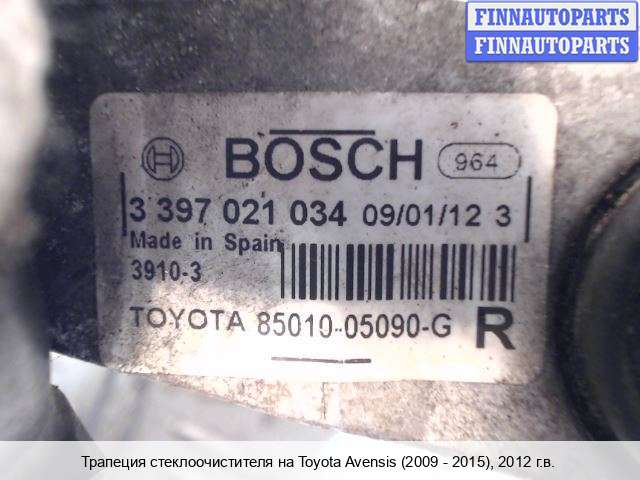 FINNAUTOPARTS
FINNAUTOPARTS
BOSCH 964
3 397 021 034 09/01/12 3
Made in Spain
3910-3
TOYOTA 85010-05090-G R
Трапеция стеклоочистителя на Toyota Avensis (2009 - 2015), 2012 г.в.